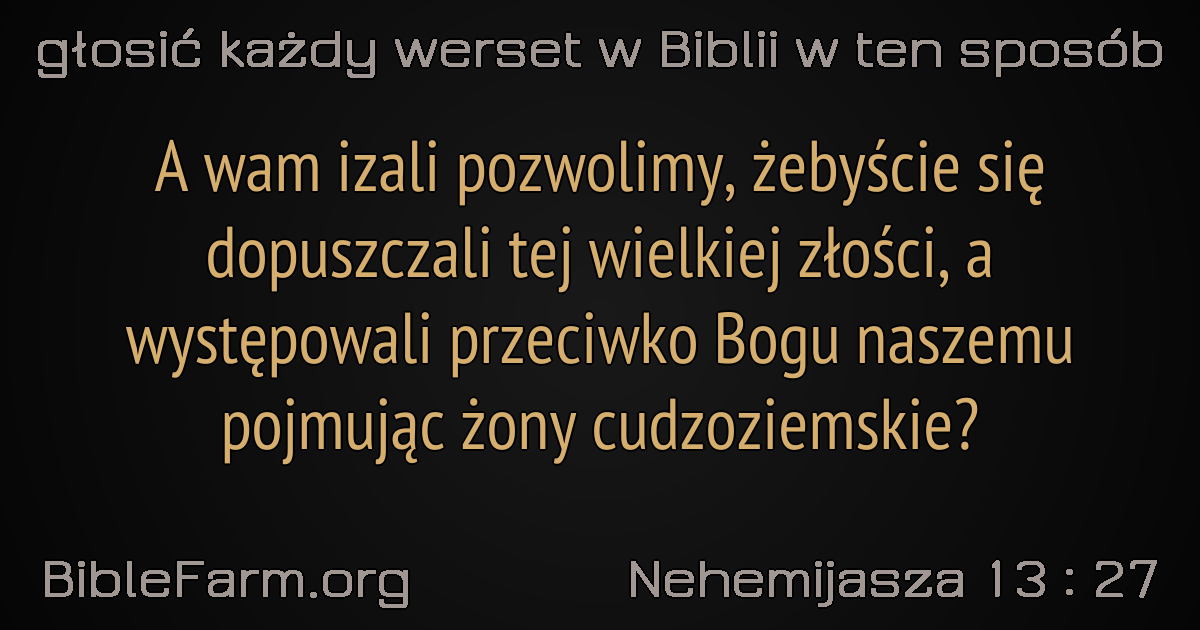 głosić każdy werset w Biblii w ten sposób
A wam izali pozwolimy, żebyście się
dopuszczali tej wielkiej złości, a
występowali przeciwko Bogu naszemu
pojmując żony cudzoziemskie?
BibleFarm.org
Nehemijasza 13 : 27